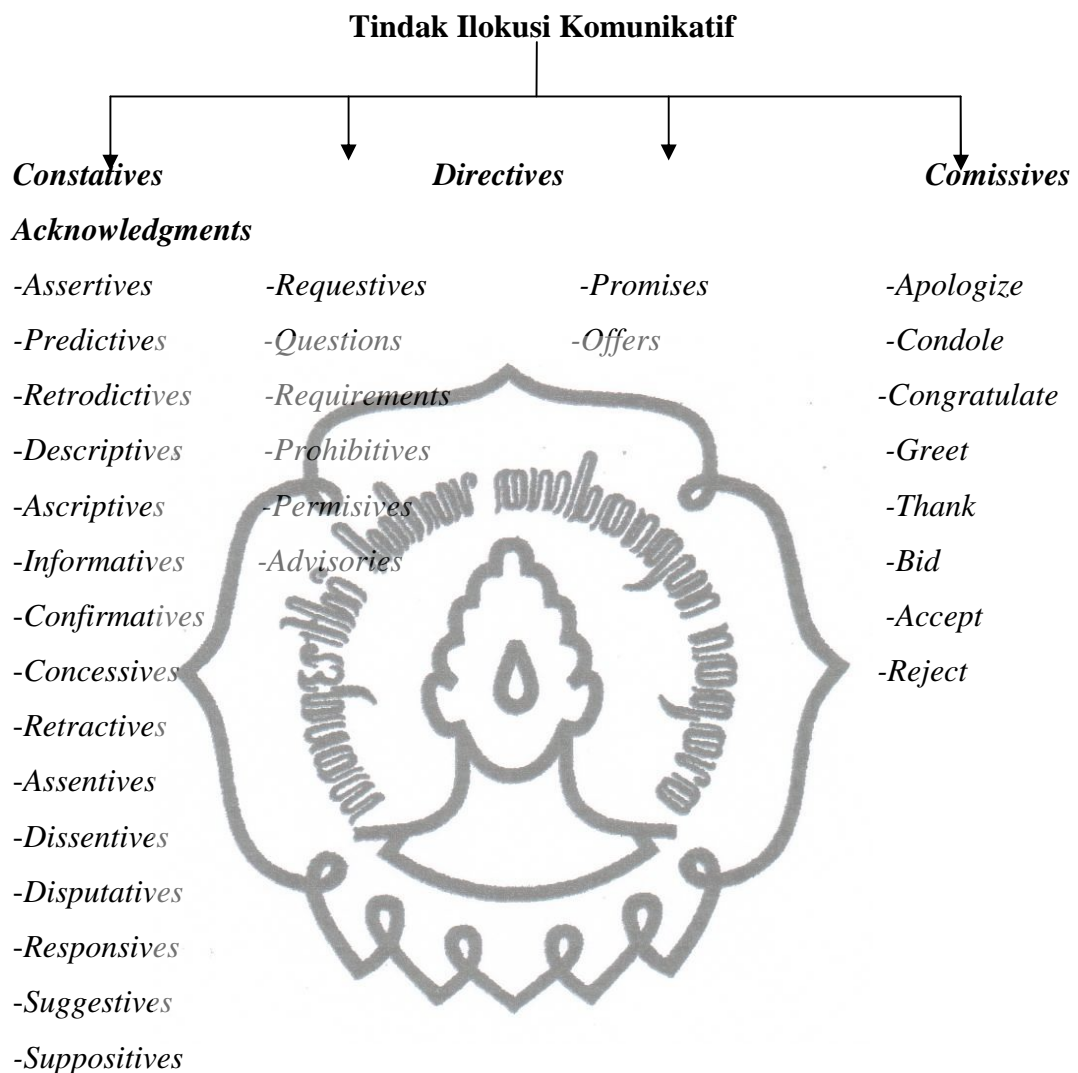 Tindak Ilokusi Komunikatif
Constatives Directives Comissives
Acknowledgments
-Assertives -Requestives -Promises -Apologize
-Predictives -Questions -Offers -Condole
-Retrodictives -Requirements -Congratulate
-Descriptives -Prohibitives -Greet
-Ascriptives -Permisives -Thank
-Informatives -Advisories -Bid
-Confirmatives -Accept
-Concessives -Reject
-Retractives
-Assentives
-Dissentives
-Disputatives
-Responsives
-Suggestives
-Suppositives